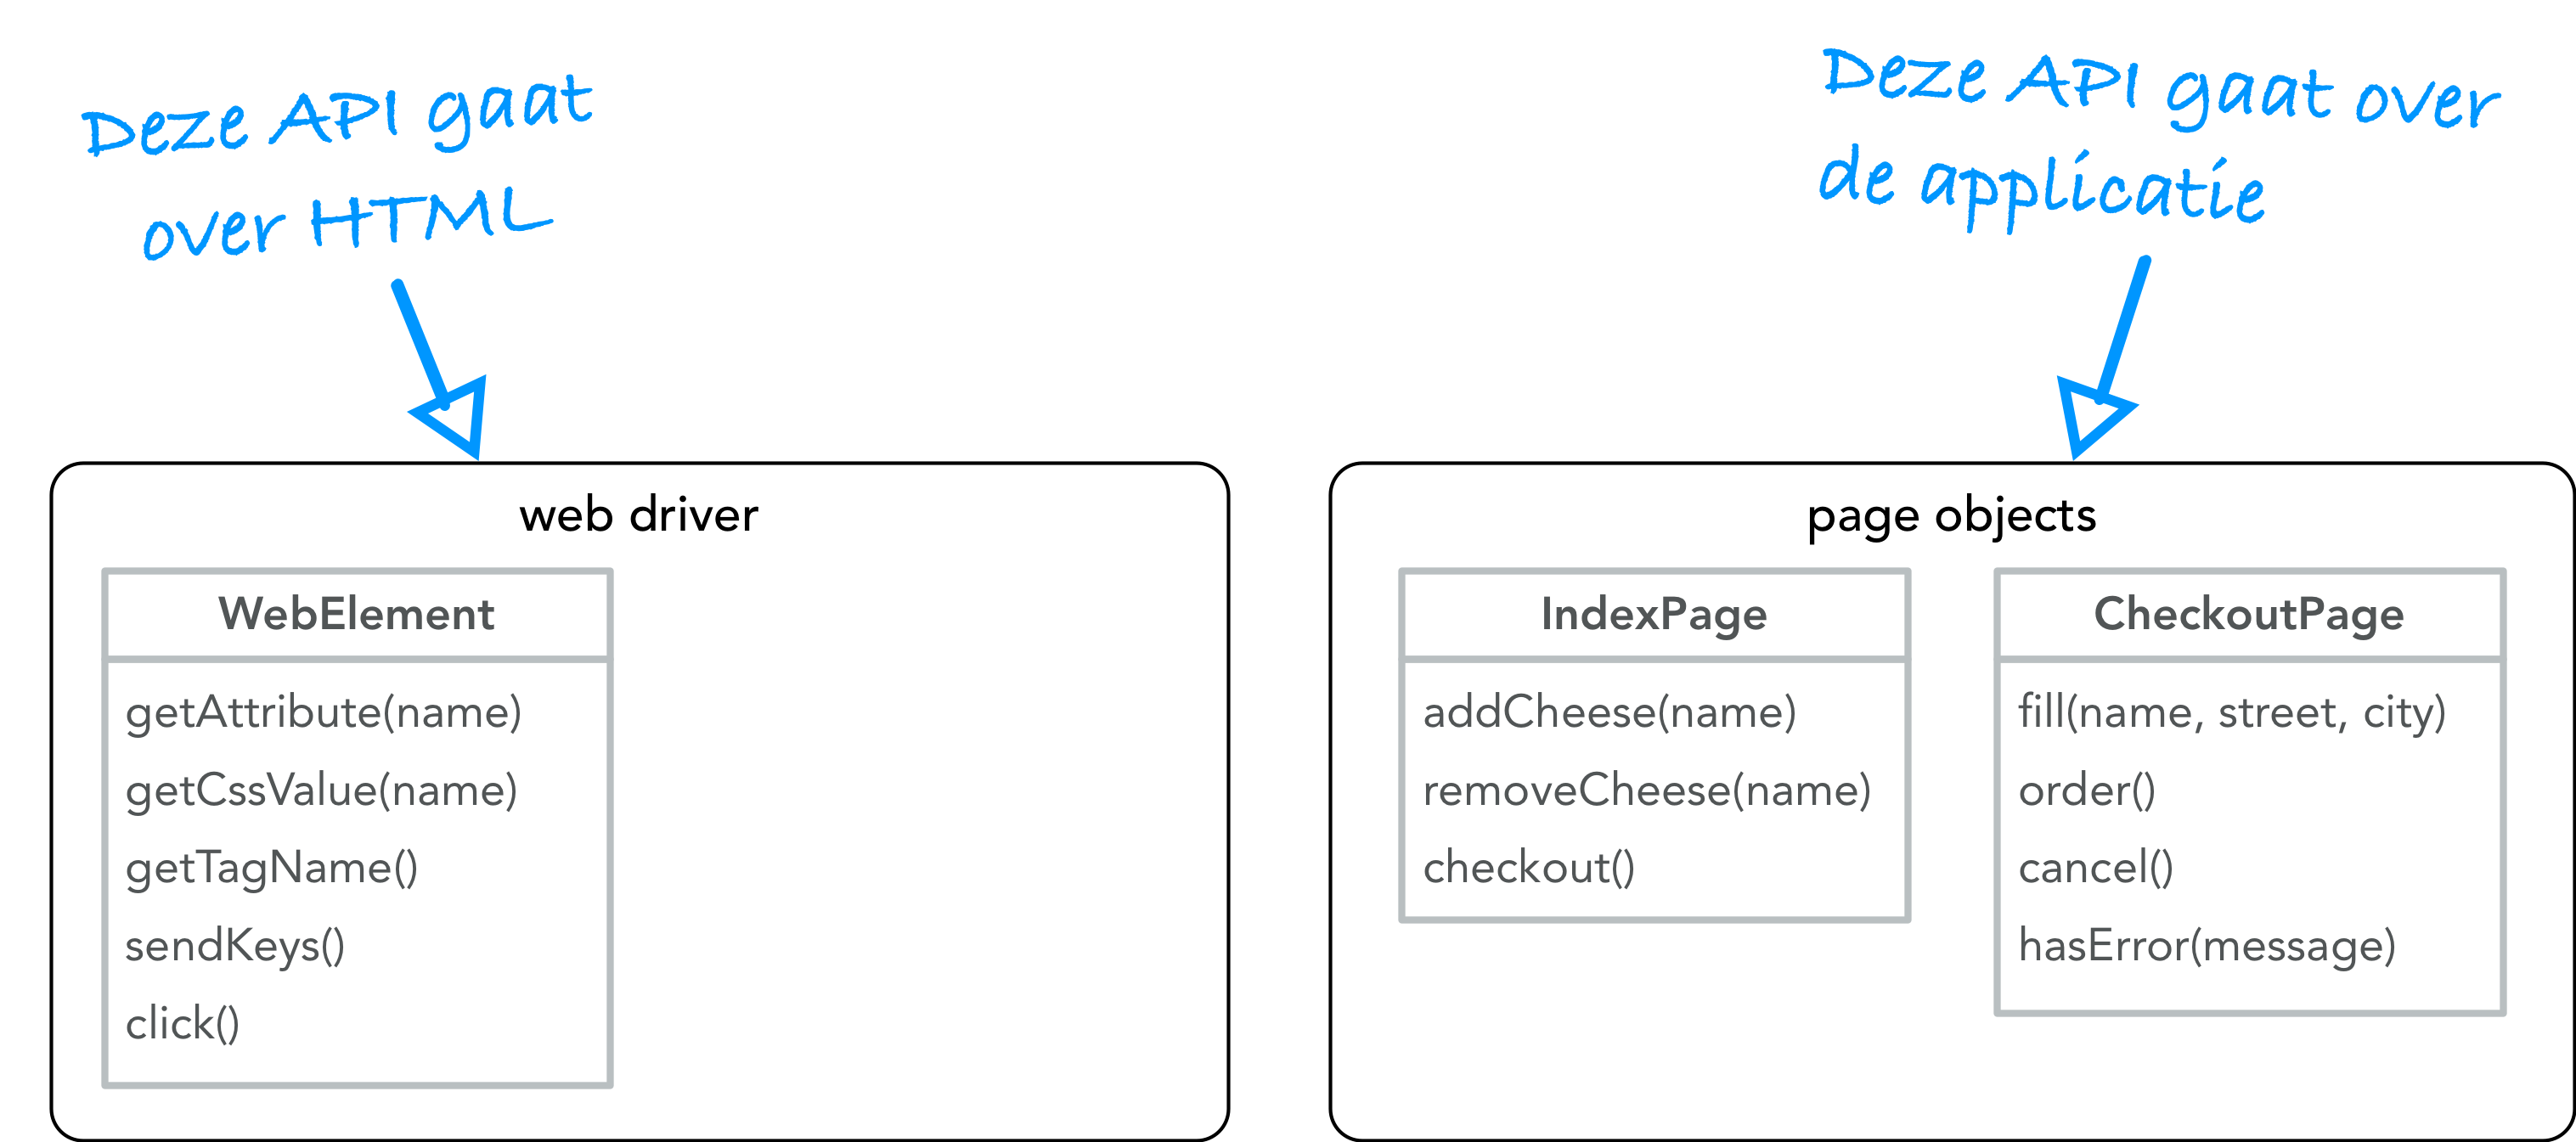 Deze API gaat
over HTML
Deze API gaat over
de applicatie
web driver
WebElement
getAttribute(name)
getCssValue(name)
getTagName()
sendKeys()
click()
page objects
IndexPage
addCheese(name)
removeCheese(name)
checkout()
CheckoutPage
fill(name, street, city)
order()
cancel()
hasError(message)